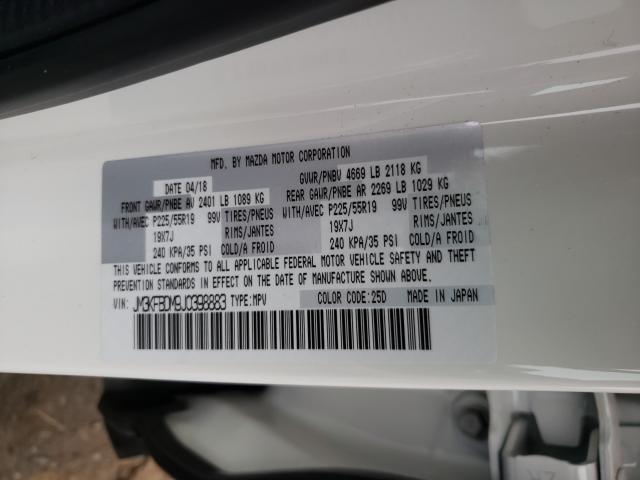 MFD. BY MAZDA MOTOR CORPORATION
DATE 04/18 GVWR/PNBV 4669 LB 2118 KG
FRONT GAWR/PNBE AV 2401 LB 1089 KG REAR GAWR/PNBE AR 2269 LB 1029 KG
WITH/AVEC P225/55R19 99V TIRES/PNEUS WITH/AVEC P225/55R19 99V TIRES/PNEUS
19X7J RIMS/JANTES 19X7J RIMS/JANTES
240 KPA/35 PSI COLD/A FROID 240 KPA/35 PSI COLD/A FROID
THIS VEHICLE CONFORMS TO ALL APPLICABLE FEDERAL MOTOR VEHICLE SAFETY AND THEFT
PREVENTION STANDARDS IN EFFECT ON THE DATE OF MANUFACTURE SHOWN ABOVE.
VIN: JM3KFBDM9J0398883 TYPE:MPV COLOR CODE:25D MADE IN JAPAN